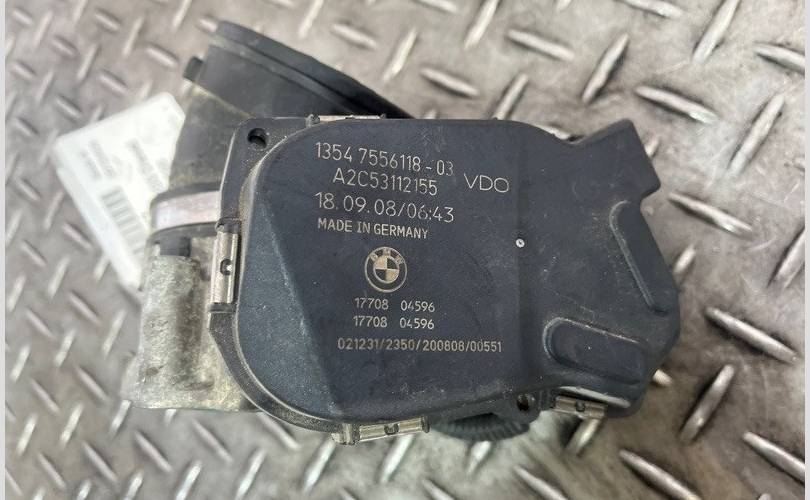 1354 7556118-03
A2C53112155 VDO
18.09.08/06:43
MADE IN GERMANY
BMW
17708 04596
17708 04596
021231/2350/200808/00551